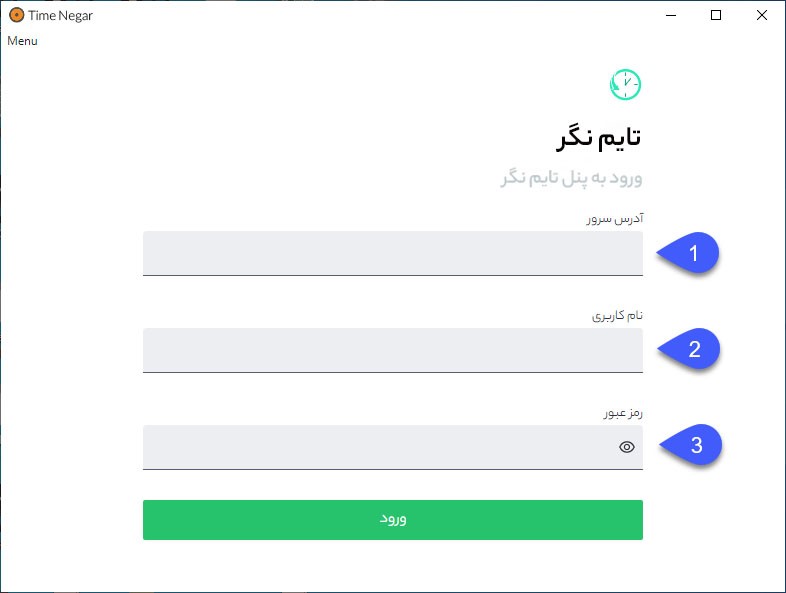 Time Negar
Menu
تایم نگر
ورود به پنل تایم نگر
آدرس سرور
1
نام کاربری
2
رمز عبور
3
ورود